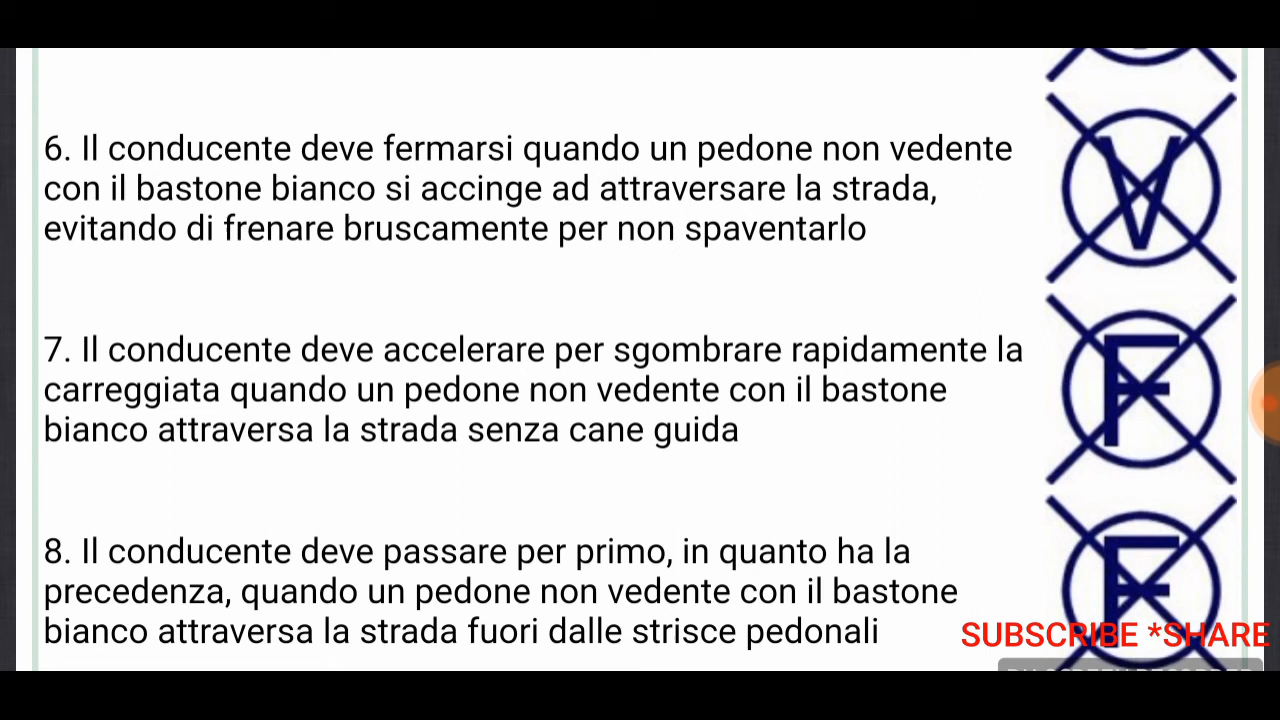 6. Il conducente deve fermarsi quando un pedone non vedente
con il bastone bianco si accinge ad attraversare la strada,
evitando di frenare bruscamente per non spaventarlo
V
7. Il conducente deve accelerare per sgombrare rapidamente la
carreggiata quando un pedone non vedente con il bastone
bianco attraversa la strada senza cane guida
F
8. Il conducente deve passare per primo, in quanto ha la
precedenza, quando un pedone non vedente con il bastone
bianco attraversa la strada fuori dalle strisce pedonali
F
SUBSCRIBE *SHARE